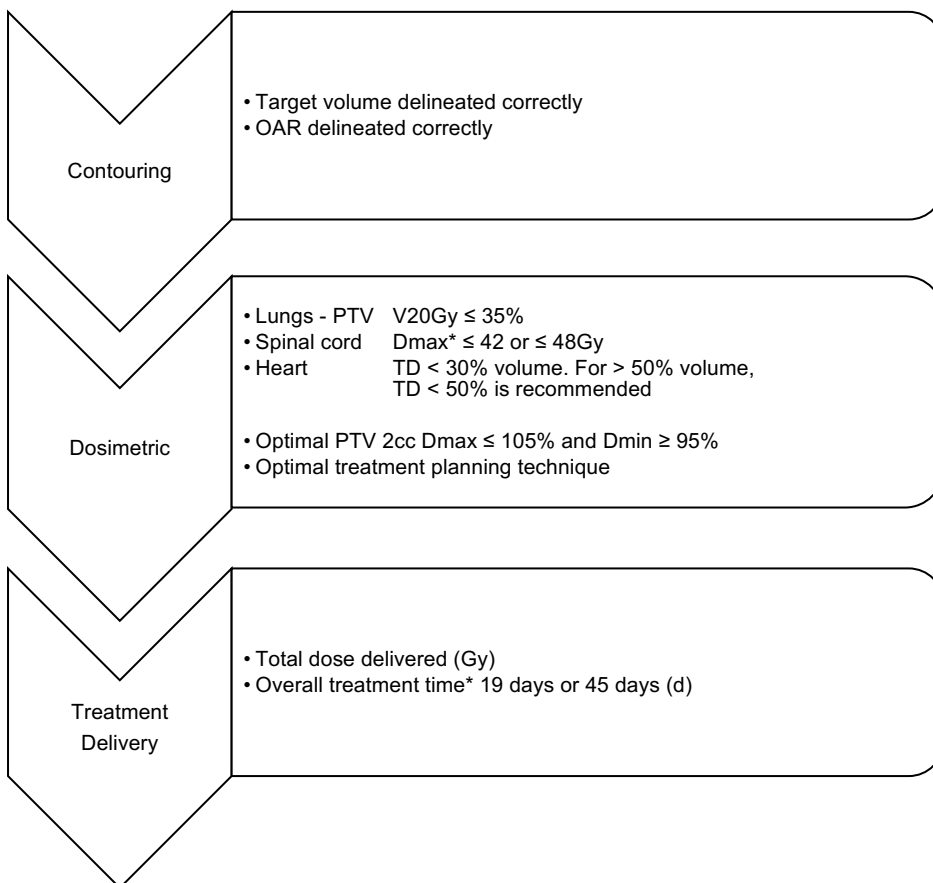 Contouring
• Target volume delineated correctly
• OAR delineated correctly
Dosimetric
• Lungs - PTV V20Gy ≤ 35%
• Spinal cord Dmax* ≤ 42 or ≤ 48Gy
• Heart TD < 30% volume. For > 50% volume,
TD < 50% is recommended
• Optimal PTV 2cc Dmax ≤ 105% and Dmin ≥ 95%
• Optimal treatment planning technique
Treatment
Delivery
• Total dose delivered (Gy)
• Overall treatment time* 19 days or 45 days (d)